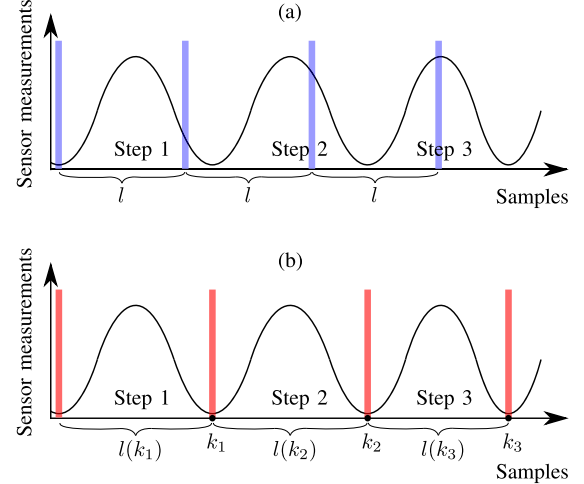 (a)
Sensor measurements
Step 1 Step 2 Step 3
l l l
Samples
(b)
Sensor measurements
Step 1 Step 2 Step 3
l(k₁) k₁ l(k₂) k₂ l(k₃) k₃
Samples